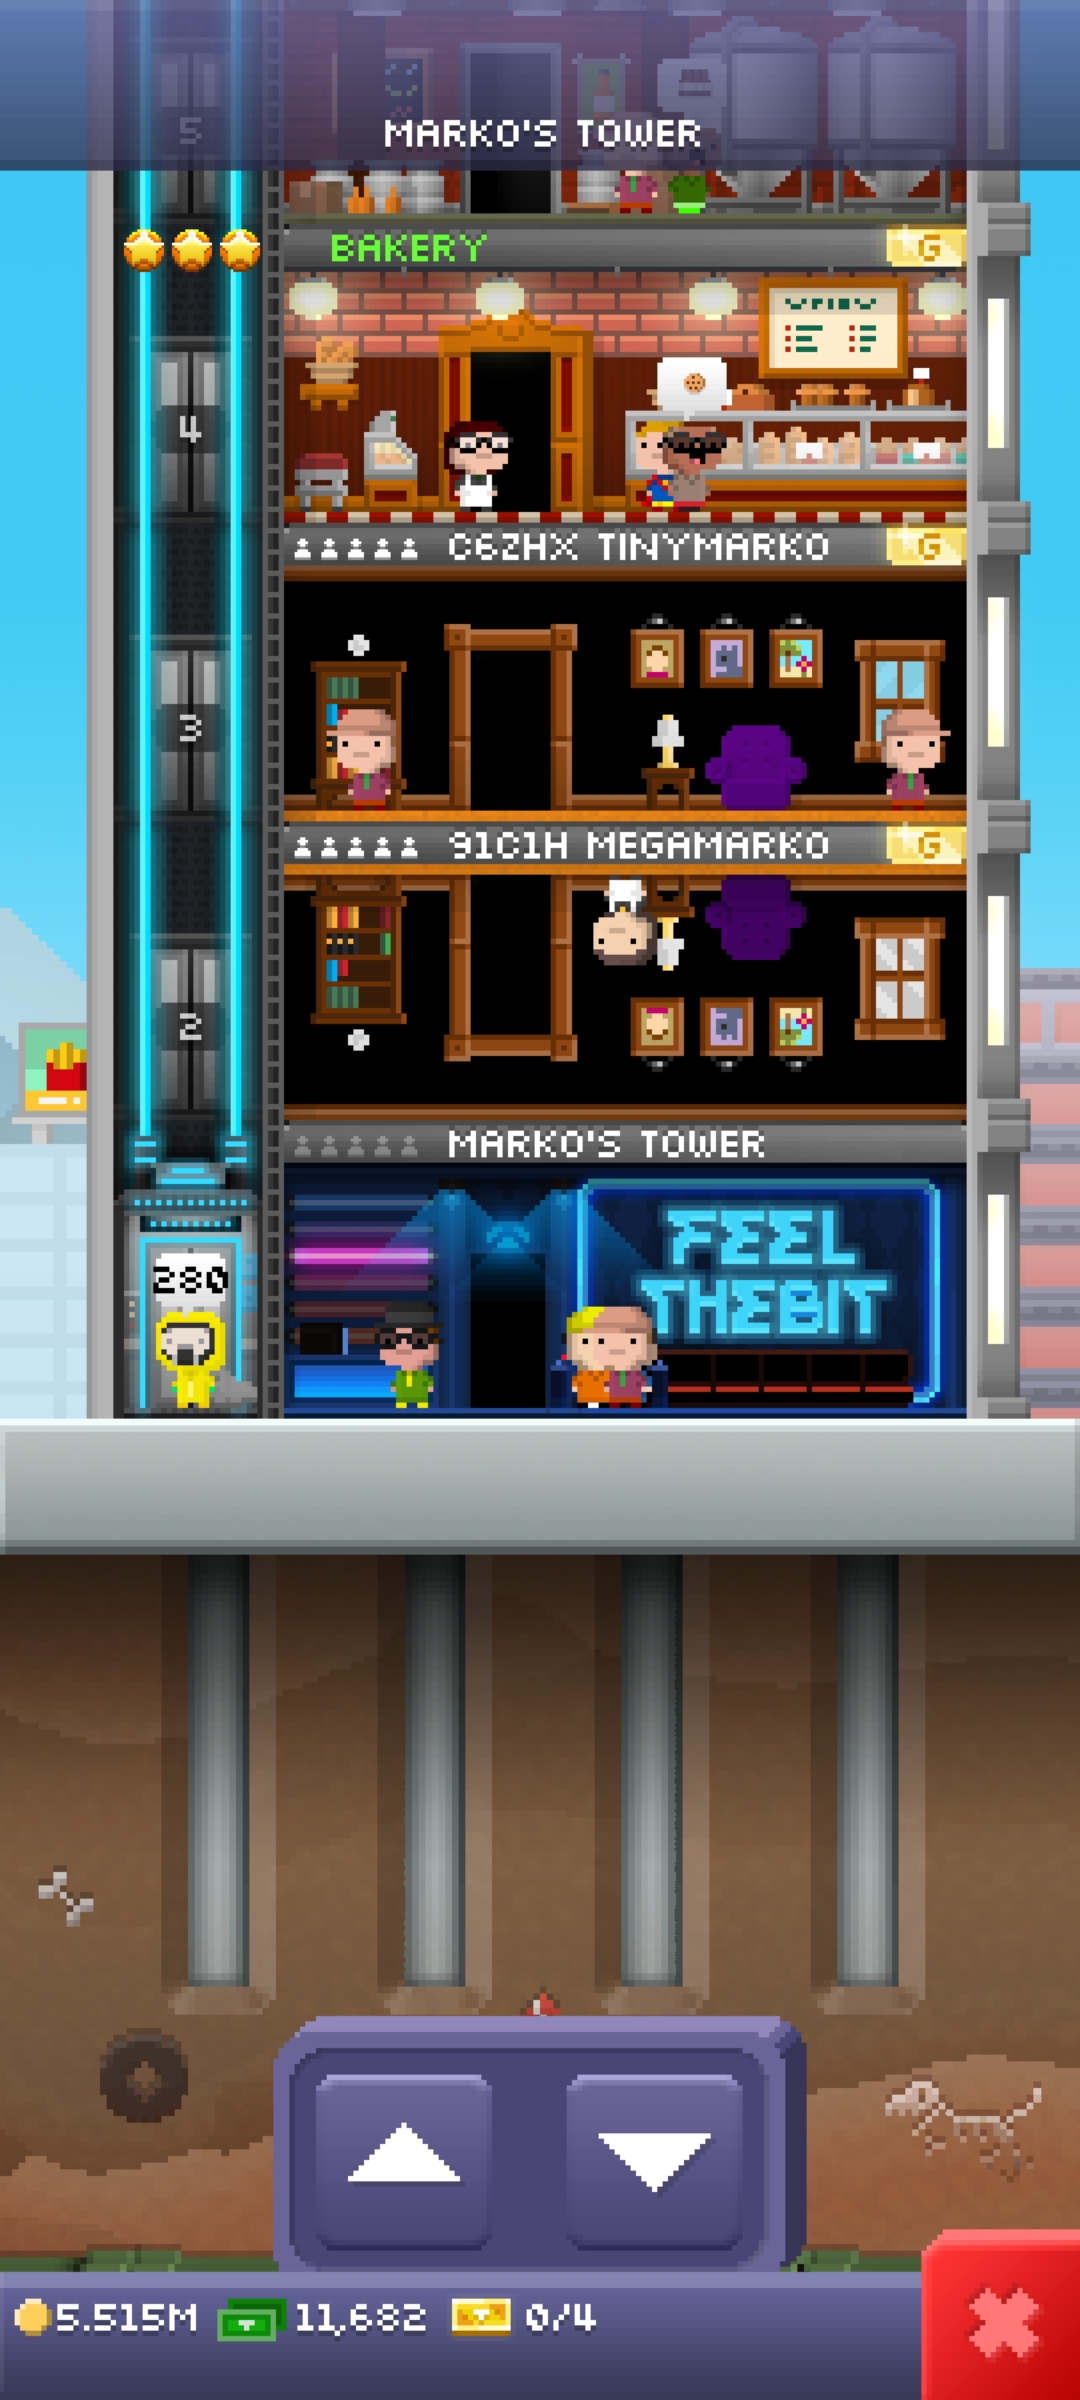 5
MARKO'S TOWER
BAKERY
G
4
C6ZHX TINYMARKO
G
3
91C1H MEGAMARKO
G
2
MARKO'S TOWER
280
FEEL
THEBIT
5.515M
11,682
0/4